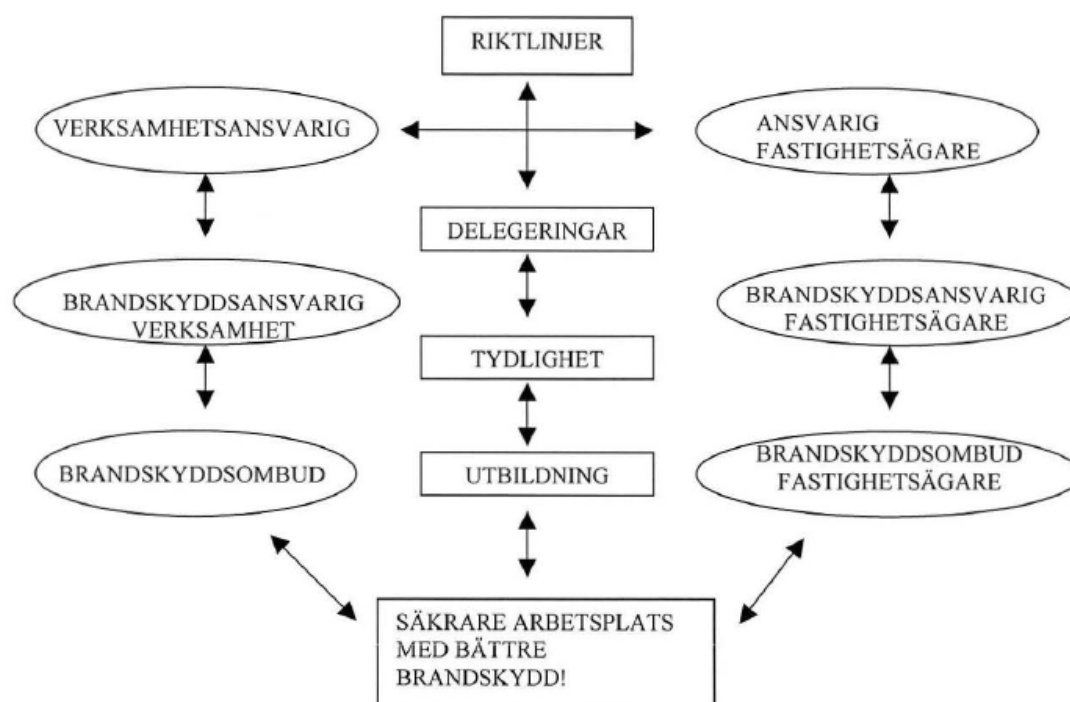 RIKTLINJER
VERKSAMHETSANSVARIG
ANSVARIG
FASTIGHETSÄGARE
DELEGERINGAR
BRANDSKYDDSANSVARIG
VERKSAMHET
BRANDSKYDDSANSVARIG
FASTIGHETSÄGARE
TYDLIGHET
BRANDSKYDDSOMBUD
UTBILDNING
BRANDSKYDDSOMBUD
FASTIGHETSÄGARE
SÄKRARE ARBETSPLATS
MED BÄTTRE
BRANDSKYDD!